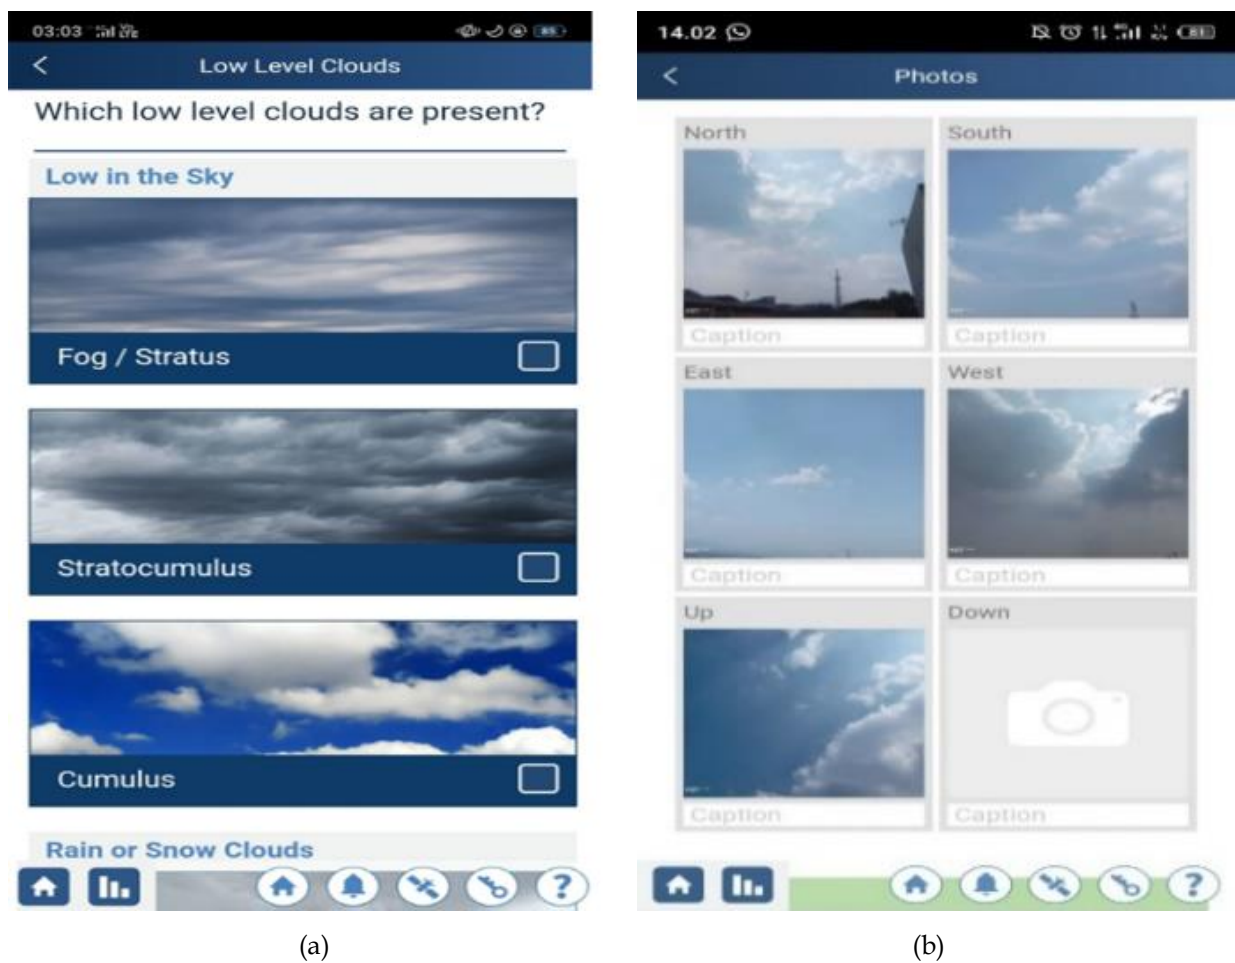 03:03
85
Low Level Clouds
Which low level clouds are present?
Low in the Sky
Fog / Stratus
Stratocumulus
Cumulus
Rain or Snow Clouds
?
(a)
14.02
81
Photos
North
South
Caption
Caption
East
West
Caption
Caption
Up
Down
Caption
Caption
?
(b)